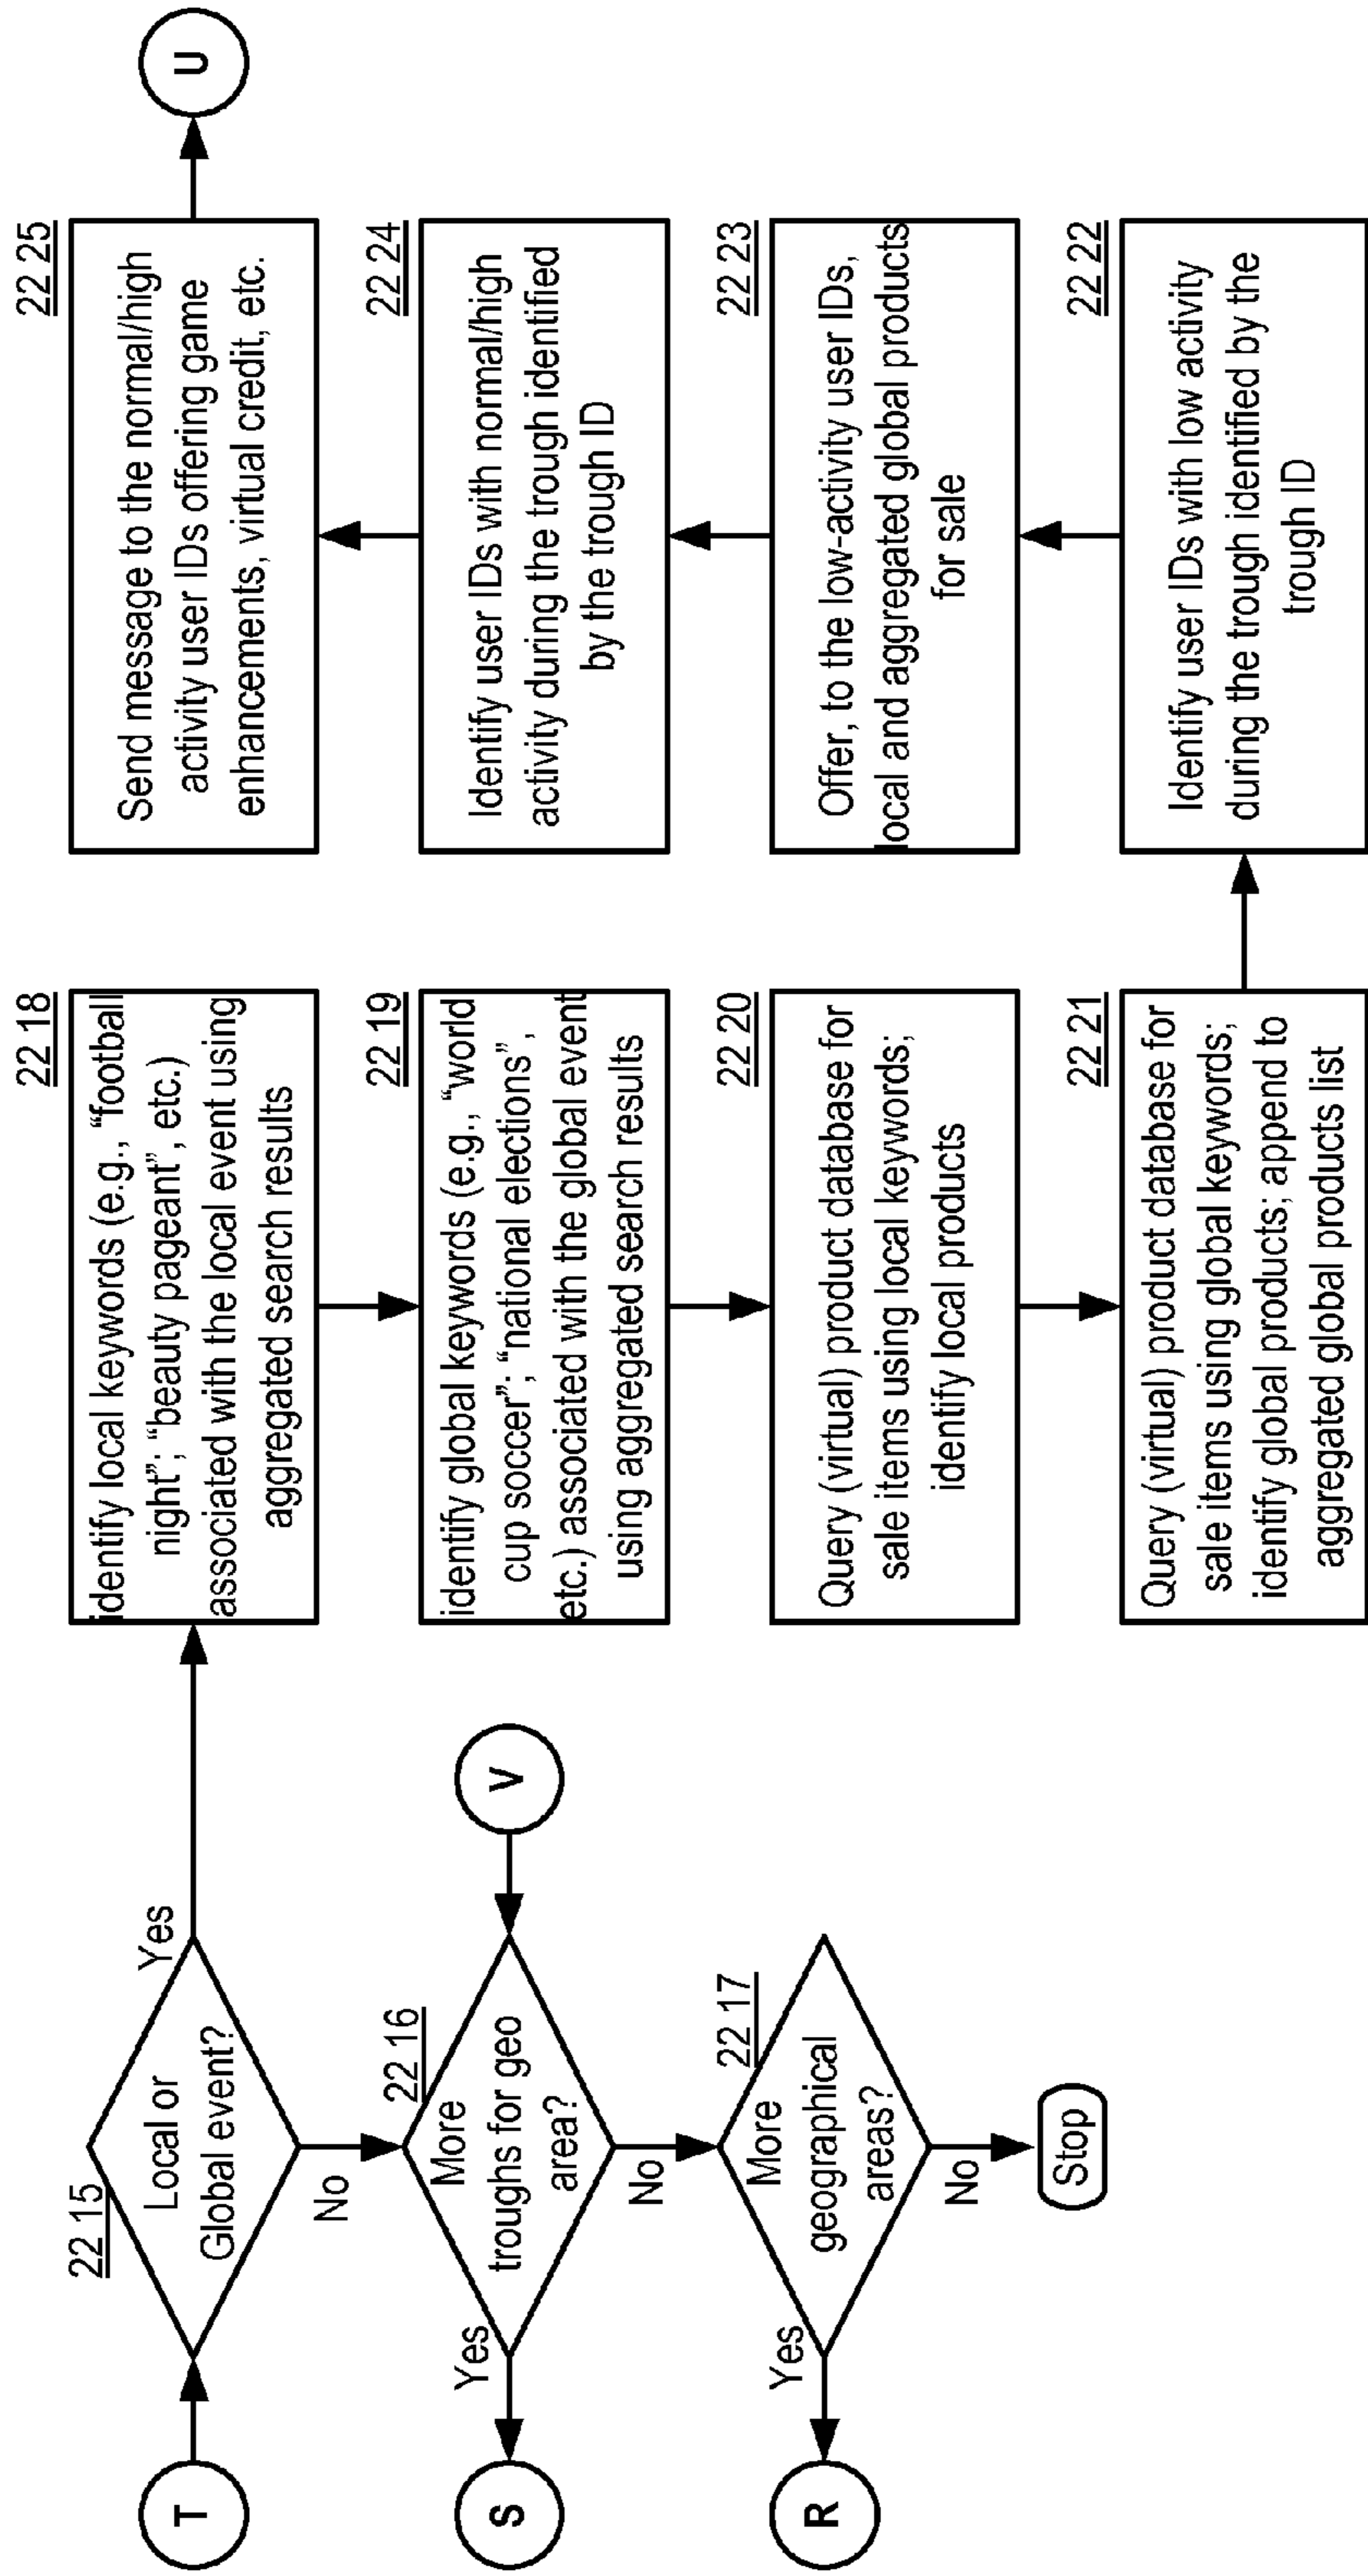 T
22 15
Local or
Global event?
Yes
No
S
Yes
22 16
More
troughs for geo
area?
No
V
R
Yes
22 17
More
geographical
areas?
No
Stop
22 18
identify local keywords (e.g., “football
night”; “beauty pageant”, etc.)
associated with the local event using
aggregated search results
22 19
identify global keywords (e.g., “world
cup soccer”; “national elections”,
etc.) associated with the global event
using aggregated search results
22 20
Query (virtual) product database for
sale items using local keywords;
identify local products
22 21
Query (virtual) product database for
sale items using global keywords;
identify global products; append to
aggregated global products list
22 22
Identify user IDs with low activity
during the trough identified by the
trough ID
22 23
Offer, to the low-activity user IDs,
local and aggregated global products
for sale
22 24
Identify user IDs with normal/high
activity during the trough identified
by the trough ID
22 25
Send message to the normal/high
activity user IDs offering game
enhancements, virtual credit, etc.
U